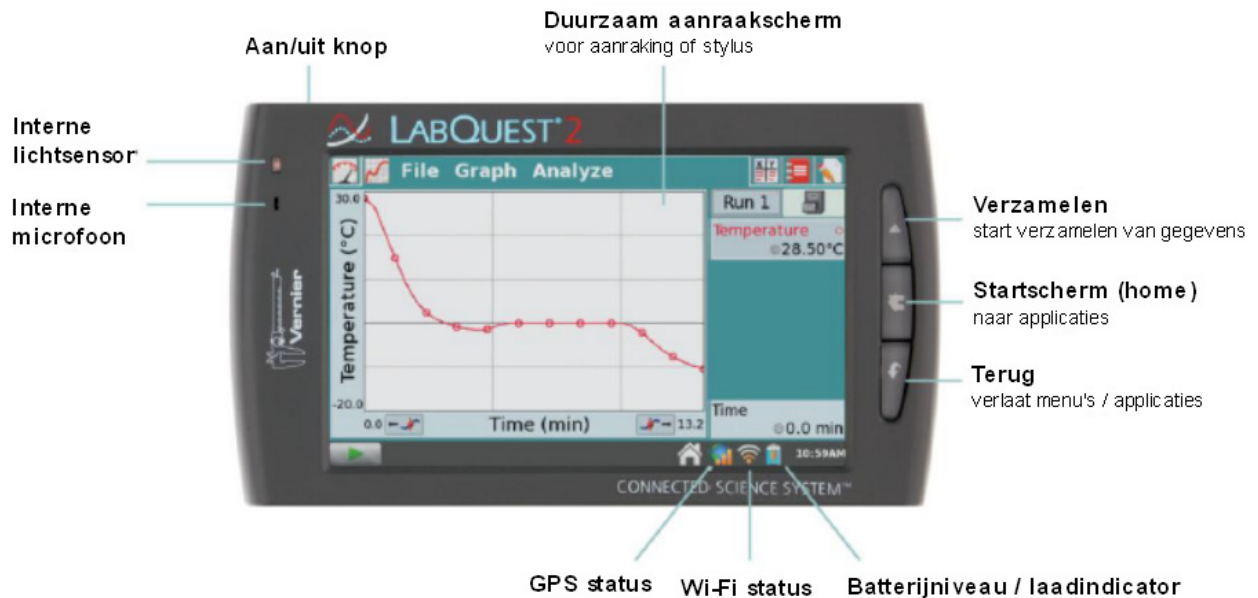 Duurzaam aanraakscherm
voor aanraking of stylus
Aan/uit knop
Interne
lichtsensor
Interne
microfoon
LABQUEST 2
File Graph Analyze
30.0
Temperature (°C)
-20.0
0.0
Time (min)
13.2
Run 1
Temperature
28.50°C
Time
0.0 min
10:59AM
Vernier
CONNECTED SCIENCE SYSTEM™
Verzamelen
start verzamelen van gegevens
Startscherm (home)
naar applicaties
Terug
verlaat menu's / applicaties
GPS status
Wi-Fi status
Batterijniveau / laadindicator